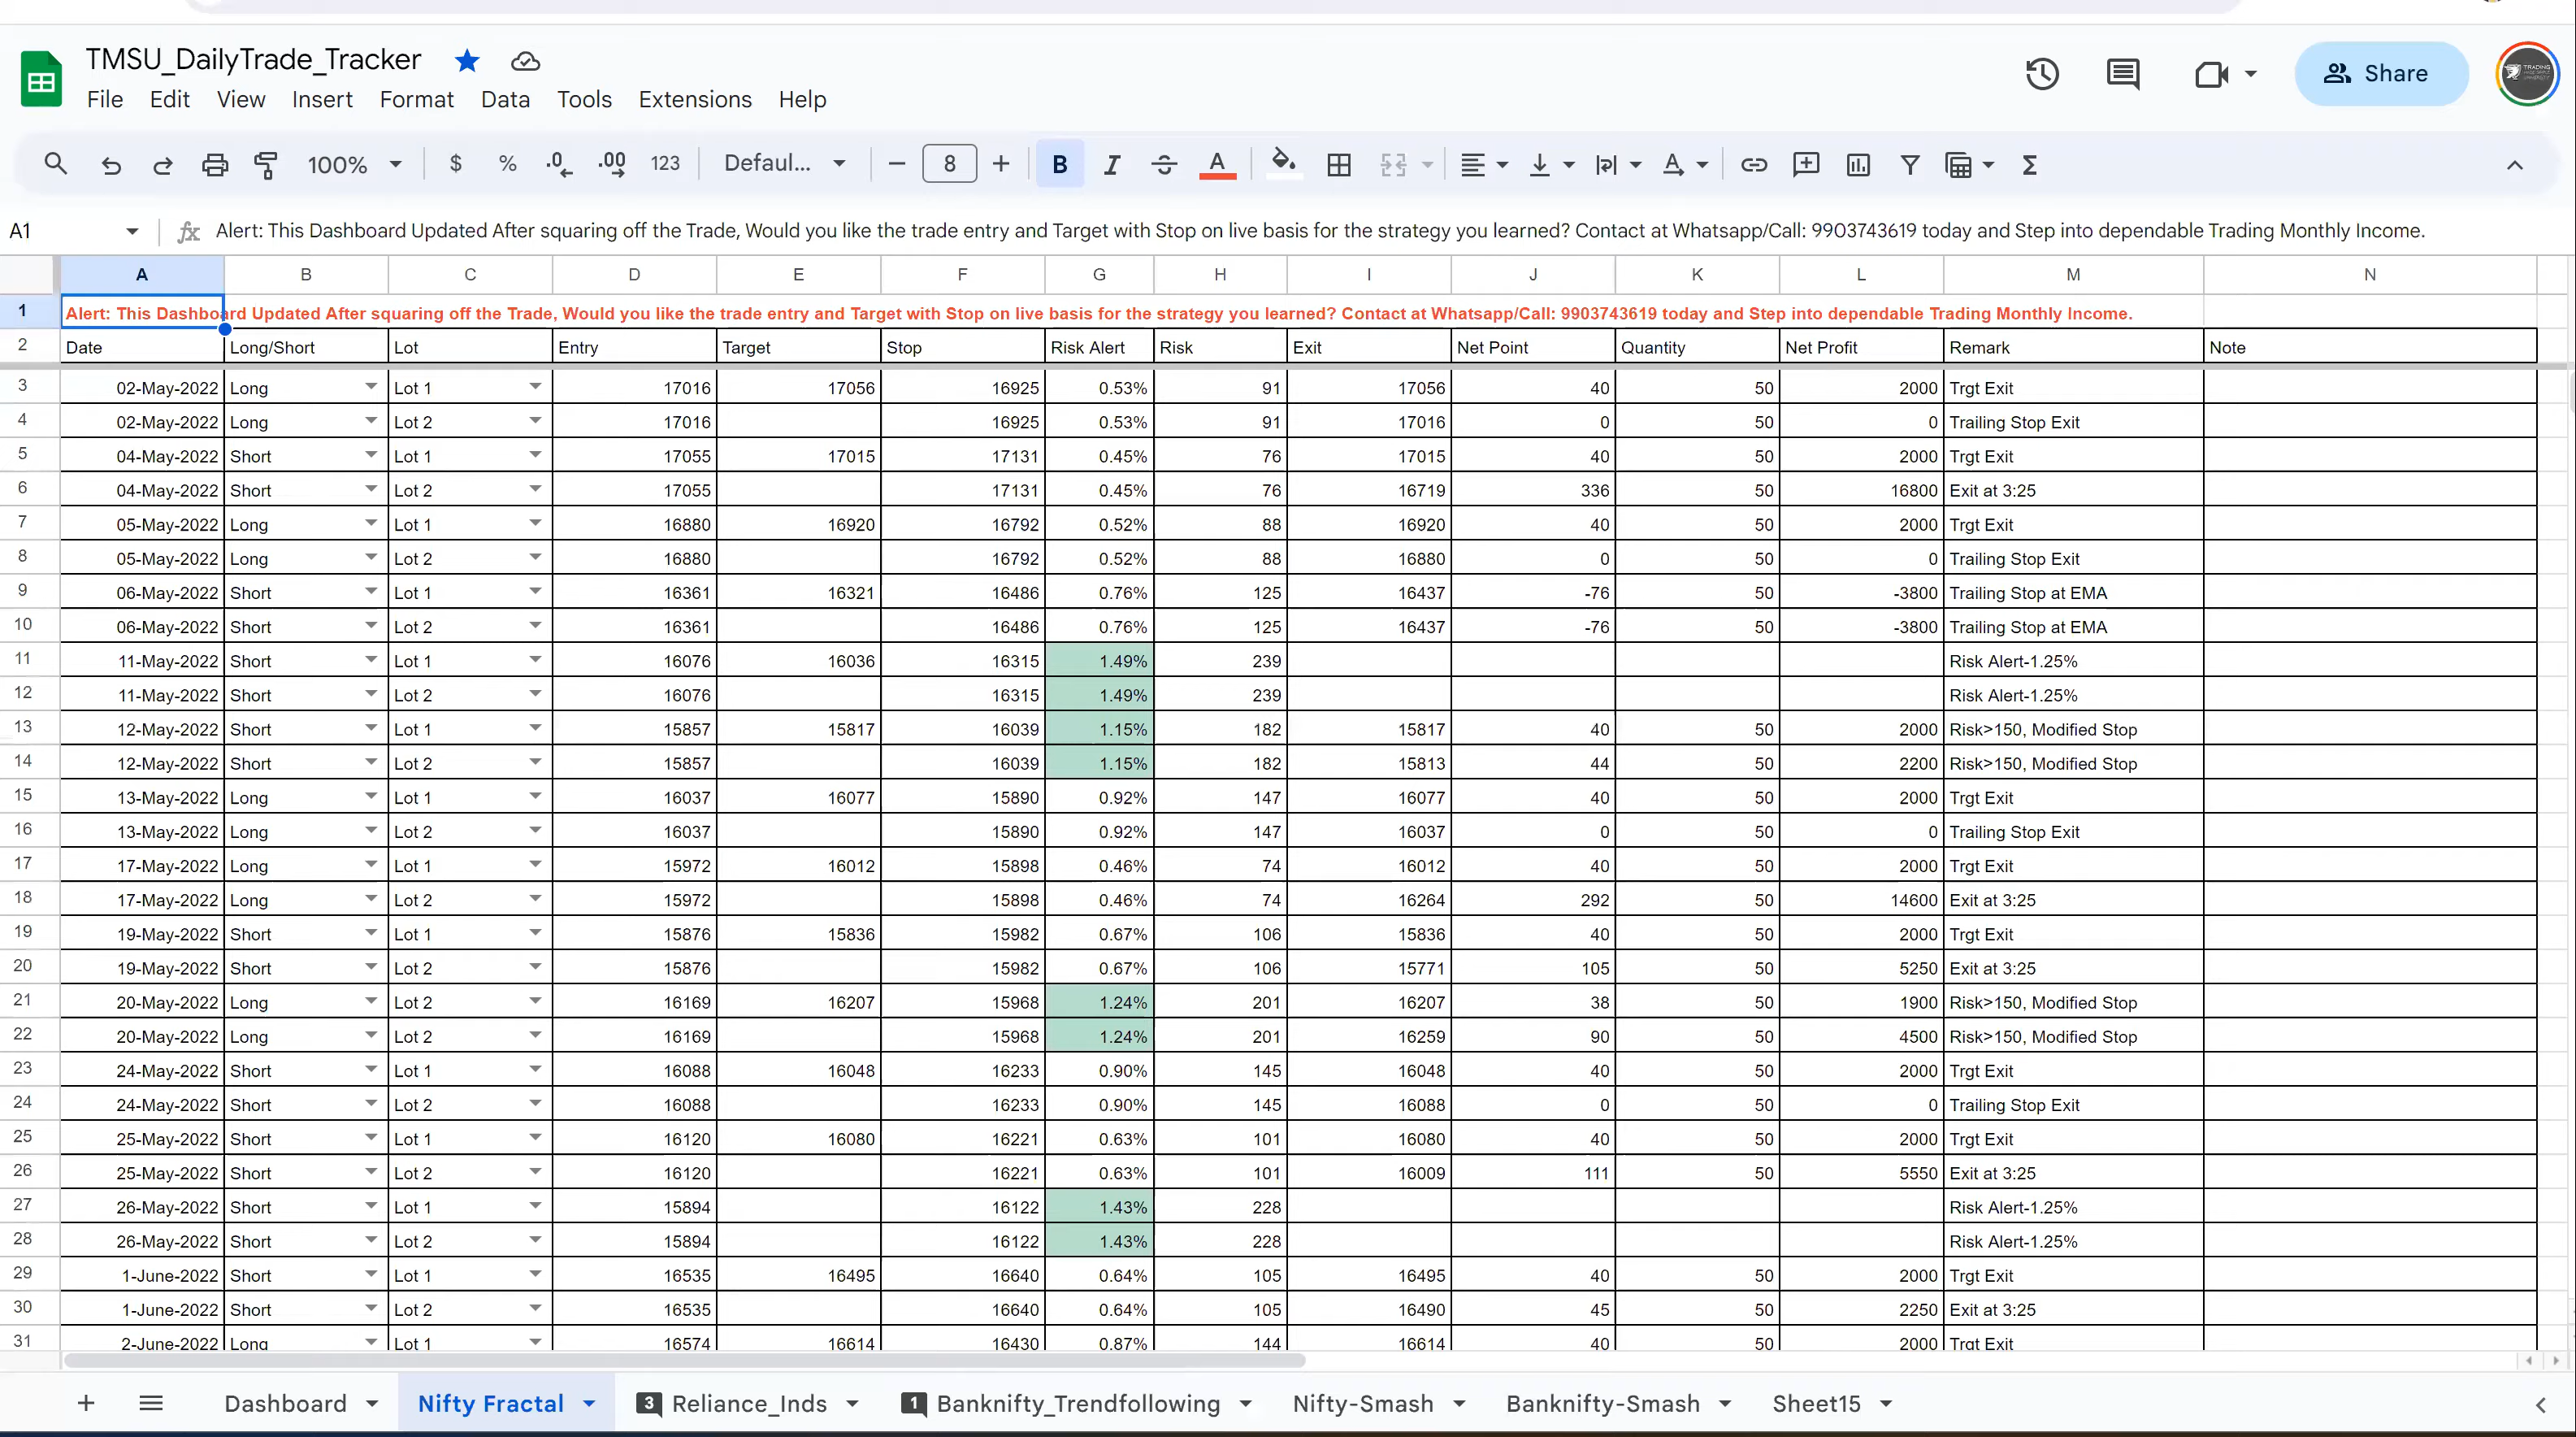 TMSU_DailyTrade_Tracker
File Edit View Insert Format Data Tools Extensions Help
Share
100% $ % .0 .00 123 Defaul... 8 B I A
A1 fx Alert: This Dashboard Updated After squaring off the Trade, Would you like the trade entry and Target with Stop on live basis for the strategy you learned? Contact at Whatsapp/Call: 9903743619 today and Step into dependable Trading Monthly Income.
A B C D E F G H I J K L M N
1 Alert: This Dashboard Updated After squaring off the Trade, Would you like the trade entry and Target with Stop on live basis for the strategy you learned? Contact at Whatsapp/Call: 9903743619 today and Step into dependable Trading Monthly Income.
2 Date Long/Short Lot Entry Target Stop Risk Alert Risk Exit Net Point Quantity Net Profit Remark Note
3 02-May-2022 Long Lot 1 17016 17056 16925 0.53% 91 17056 40 50 2000 Trgt Exit
4 02-May-2022 Long Lot 2 17016 16925 0.53% 91 17016 0 50 0 Trailing Stop Exit
5 04-May-2022 Short Lot 1 17055 17015 17131 0.45% 76 17015 40 50 2000 Trgt Exit
6 04-May-2022 Short Lot 2 17055 17131 0.45% 76 16719 336 50 16800 Exit at 3:25
7 05-May-2022 Long Lot 1 16880 16920 16792 0.52% 88 16920 40 50 2000 Trgt Exit
8 05-May-2022 Long Lot 2 16880 16792 0.52% 88 16880 0 50 0 Trailing Stop Exit
9 06-May-2022 Short Lot 1 16361 16321 16486 0.76% 125 16437 -76 50 -3800 Trailing Stop at EMA
10 06-May-2022 Short Lot 2 16361 16486 0.76% 125 16437 -76 50 -3800 Trailing Stop at EMA
11 11-May-2022 Short Lot 1 16076 16036 16315 1.49% 239 Risk Alert-1.25%
12 11-May-2022 Short Lot 2 16076 16315 1.49% 239 Risk Alert-1.25%
13 12-May-2022 Short Lot 1 15857 15817 16039 1.15% 182 15817 40 50 2000 Risk>150, Modified Stop
14 12-May-2022 Short Lot 2 15857 16039 1.15% 182 15813 44 50 2200 Risk>150, Modified Stop
15 13-May-2022 Long Lot 1 16037 16077 15890 0.92% 147 16077 40 50 2000 Trgt Exit
16 13-May-2022 Long Lot 2 16037 15890 0.92% 147 16037 0 50 0 Trailing Stop Exit
17 17-May-2022 Long Lot 1 15972 16012 15898 0.46% 74 16012 40 50 2000 Trgt Exit
18 17-May-2022 Long Lot 2 15972 15898 0.46% 74 16264 292 50 14600 Exit at 3:25
19 19-May-2022 Short Lot 1 15876 15836 15982 0.67% 106 15836 40 50 2000 Trgt Exit
20 19-May-2022 Short Lot 2 15876 15982 0.67% 106 15771 105 50 5250 Exit at 3:25
21 20-May-2022 Long Lot 2 16169 16207 15968 1.24% 201 16207 38 50 1900 Risk>150, Modified Stop
22 20-May-2022 Long Lot 2 16169 15968 1.24% 201 16259 90 50 4500 Risk>150, Modified Stop
23 24-May-2022 Short Lot 1 16088 16048 16233 0.90% 145 16048 40 50 2000 Trgt Exit
24 24-May-2022 Short Lot 2 16088 16233 0.90% 145 16088 0 50 0 Trailing Stop Exit
25 25-May-2022 Short Lot 1 16120 16080 16221 0.63% 101 16080 40 50 2000 Trgt Exit
26 25-May-2022 Short Lot 2 16120 16221 0.63% 101 16009 111 50 5550 Exit at 3:25
27 26-May-2022 Short Lot 1 15894 16122 1.43% 228 Risk Alert-1.25%
28 26-May-2022 Short Lot 2 15894 16122 1.43% 228 Risk Alert-1.25%
29 1-June-2022 Short Lot 1 16535 16495 16640 0.64% 105 16495 40 50 2000 Trgt Exit
30 1-June-2022 Short Lot 2 16535 16640 0.64% 105 16490 45 50 2250 Exit at 3:25
31 2-June-2022 Long Lot 1 16574 16614 16430 0.87% 144 16614 40 50 2000 Trgt Exit
Dashboard Nifty Fractal 3 Reliance_Inds 1 Banknifty_Trendfollowing Nifty-Smash Banknifty-Smash Sheet15